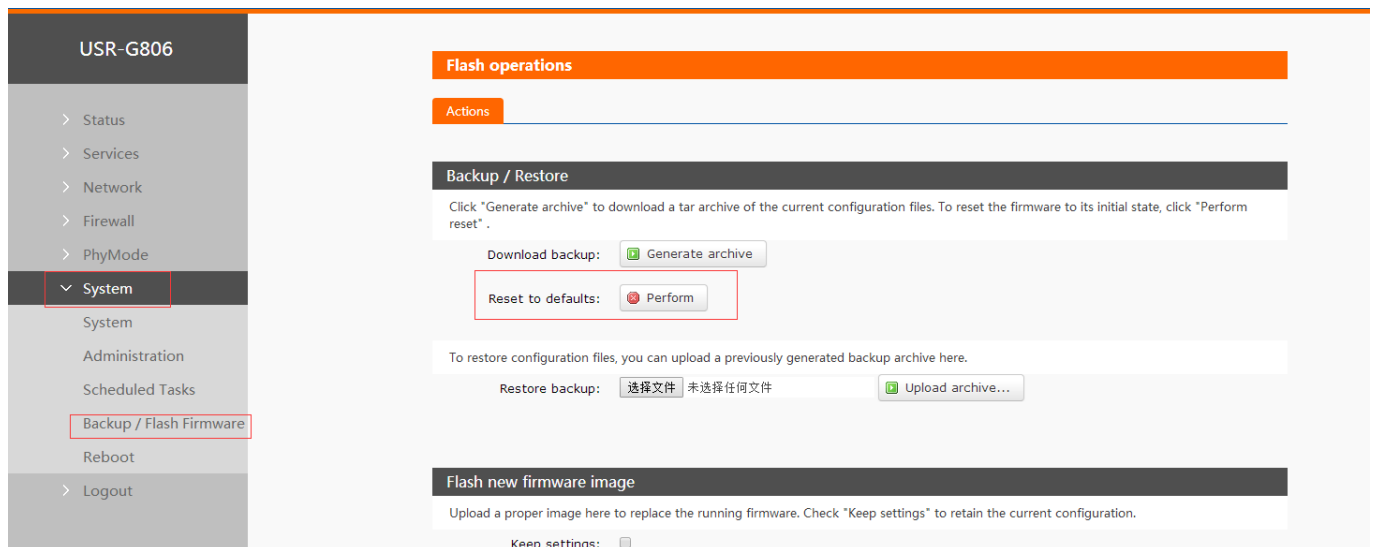 USR-G806
Status
Services
Network
Firewall
PhyMode
System
System
Administration
Scheduled Tasks
Backup / Flash Firmware
Reboot
Logout
Flash operations
Actions
Backup / Restore
Click "Generate archive" to download a tar archive of the current configuration files. To reset the firmware to its initial state, click "Perform
reset" .
Download backup: Generate archive
Reset to defaults: Perform
To restore configuration files, you can upload a previously generated backup archive here.
Restore backup: 选择文件 未选择任何文件 Upload archive...
Flash new firmware image
Upload a proper image here to replace the running firmware. Check "Keep settings" to retain the current configuration.
Keep settings: